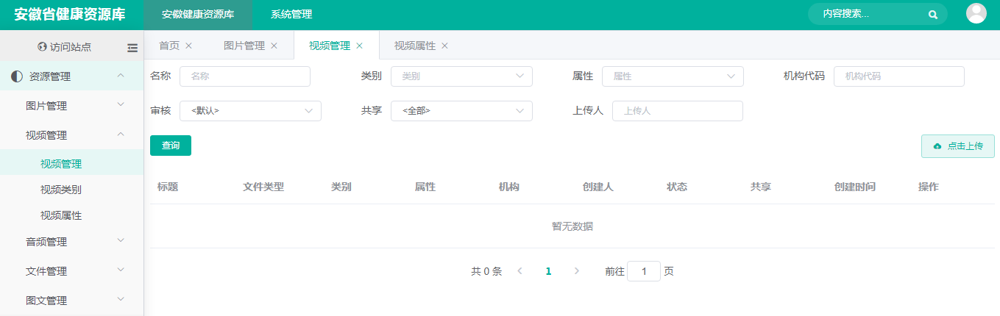 安徽省健康资源库 安徽健康资源库 系统管理 内容搜索...
访问站点 首页 图片管理 视频管理 视频属性
资源管理
图片管理
视频管理
视频管理
视频类别
视频属性
音频管理
文件管理
图文管理
名称 名称 类别 类别 属性 属性 机构代码 机构代码
审核 <默认> 共享 <全部> 上传人 上传人
查询 点击上传
标题 文件类型 类别 属性 机构 创建人 状态 共享 创建时间 操作
暂无数据
共 0 条 1 前往 1 页